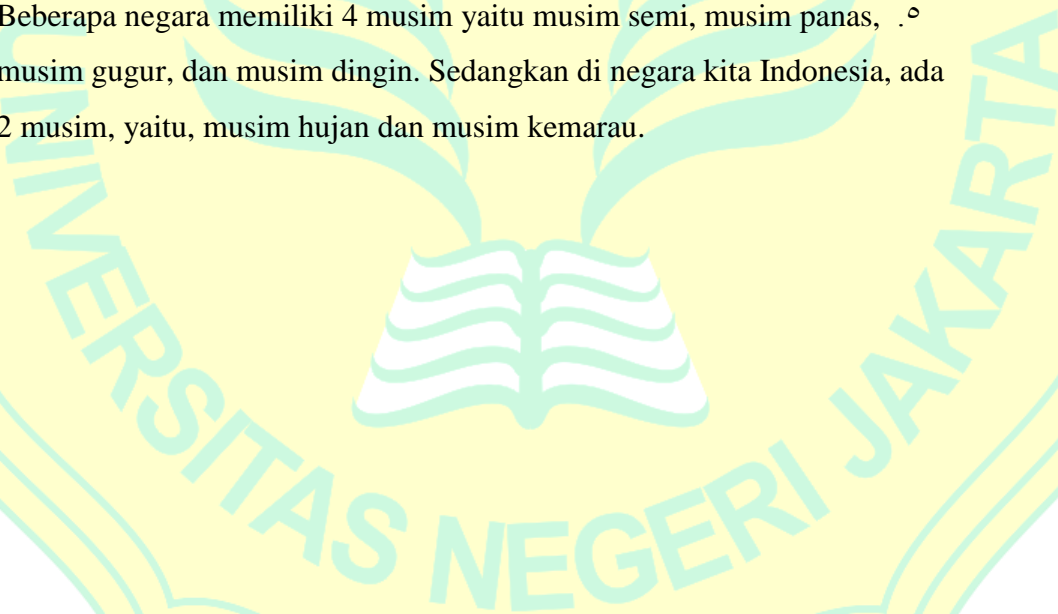 Beberapa negara memiliki 4 musim yaitu musim semi, musim panas, .٥
musim gugur, dan musim dingin. Sedangkan di negara kita Indonesia, ada
2 musim, yaitu, musim hujan dan musim kemarau.
UNIVERSITAS NEGERI JAKARTA